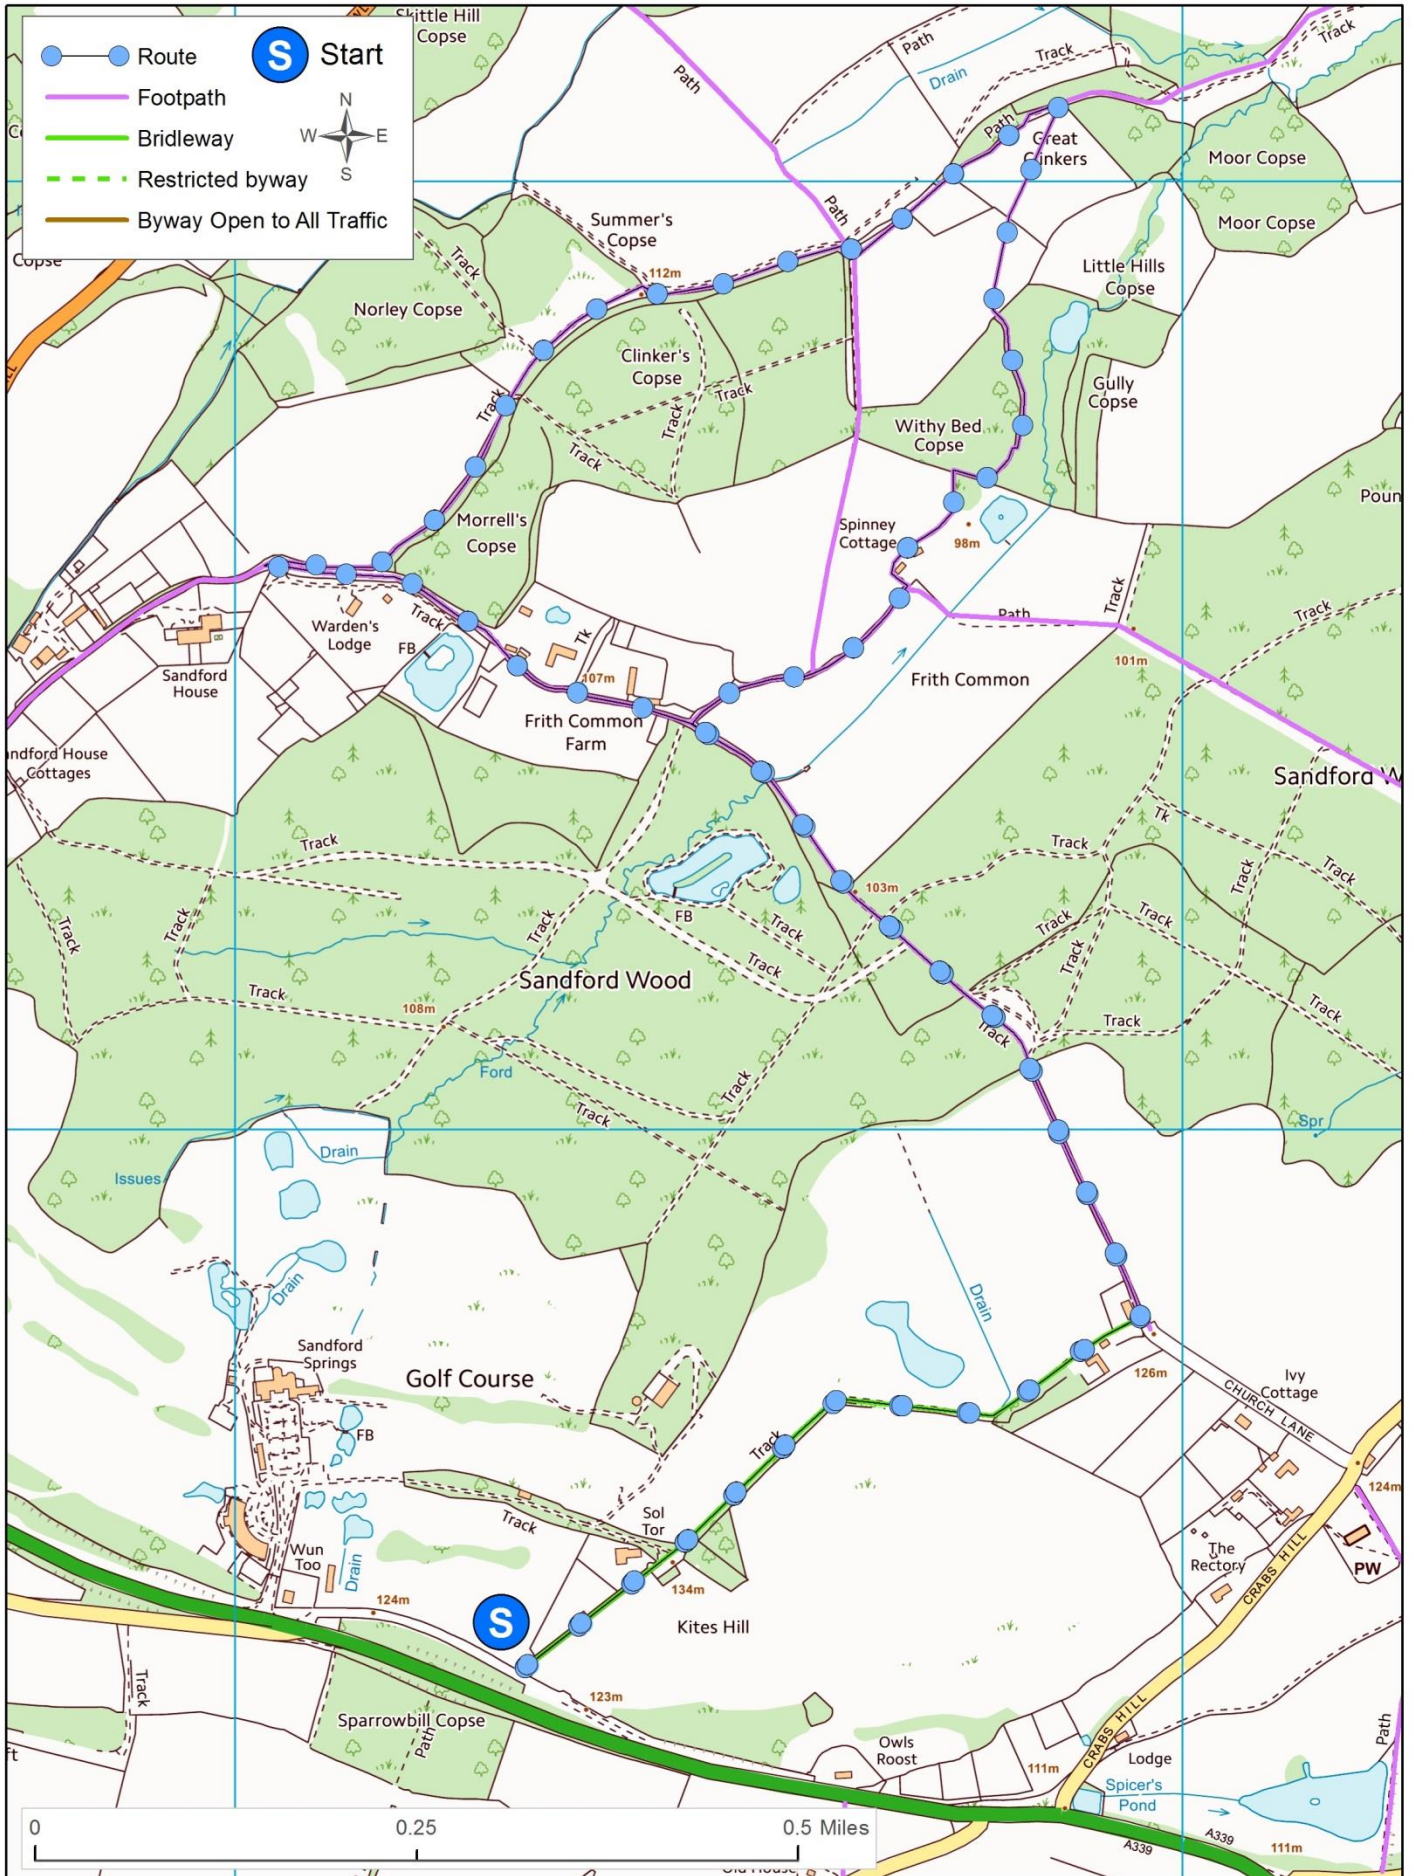 Skittle Hill
Copse
Route
S
Start
Footpath
Bridleway
Restricted byway
Byway Open to All Traffic
N
W
E
S
Copse
Path
Path
Drain
Track
Track
Path
Great
Clinkers
Moor Copse
Moor Copse
Summer's
Copse
Path
Track
112m
Little Hills
Copse
Norley Copse
Clinker's
Copse
Track
Track
Track
Track
Gully
Copse
Withy Bed
Copse
Morrell's
Copse
Spinney
Cottage
98m
Warden's
Lodge
Track
FB
Tk
Path
Track
Track
101m
Sandford
House
107m
Frith Common
Farm
Frith Common
Cottages
Sandford W
Tk
Track
Track
Track
Track
103m
FB
Track
Track
Track
Track
Track
Track
Track
Track
Track
Sandford Wood
Track
108m
Track
Track
Track
Ford
Track
Track
Spr
Drain
Issues
Drain
Drain
Sandford
Springs
Golf Course
126m
Ivy
Cottage
CHURCH LANE
FB
Track
124m
Sol
Tor
Track
Wun
Too
Drain
The
Rectory
PW
CRABS HILL
124m
134m
S
Kites Hill
Track
123m
Sparrowbill Copse
Path
Owls
Roost
CRABS HILL
Lodge
111m
Path
Spicer's
Pond
A339
A339
111m
0
0.25
0.5 Miles